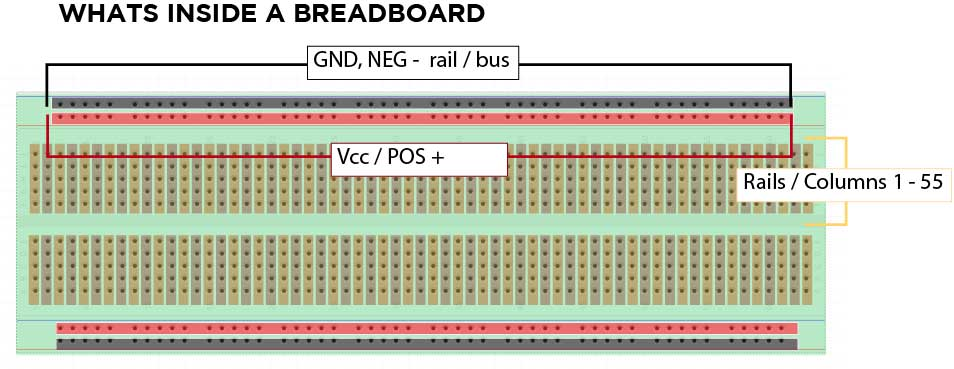 WHATS INSIDE A BREADBOARD
GND, NEG - rail / bus
Vcc / POS +
Rails / Columns 1 - 55